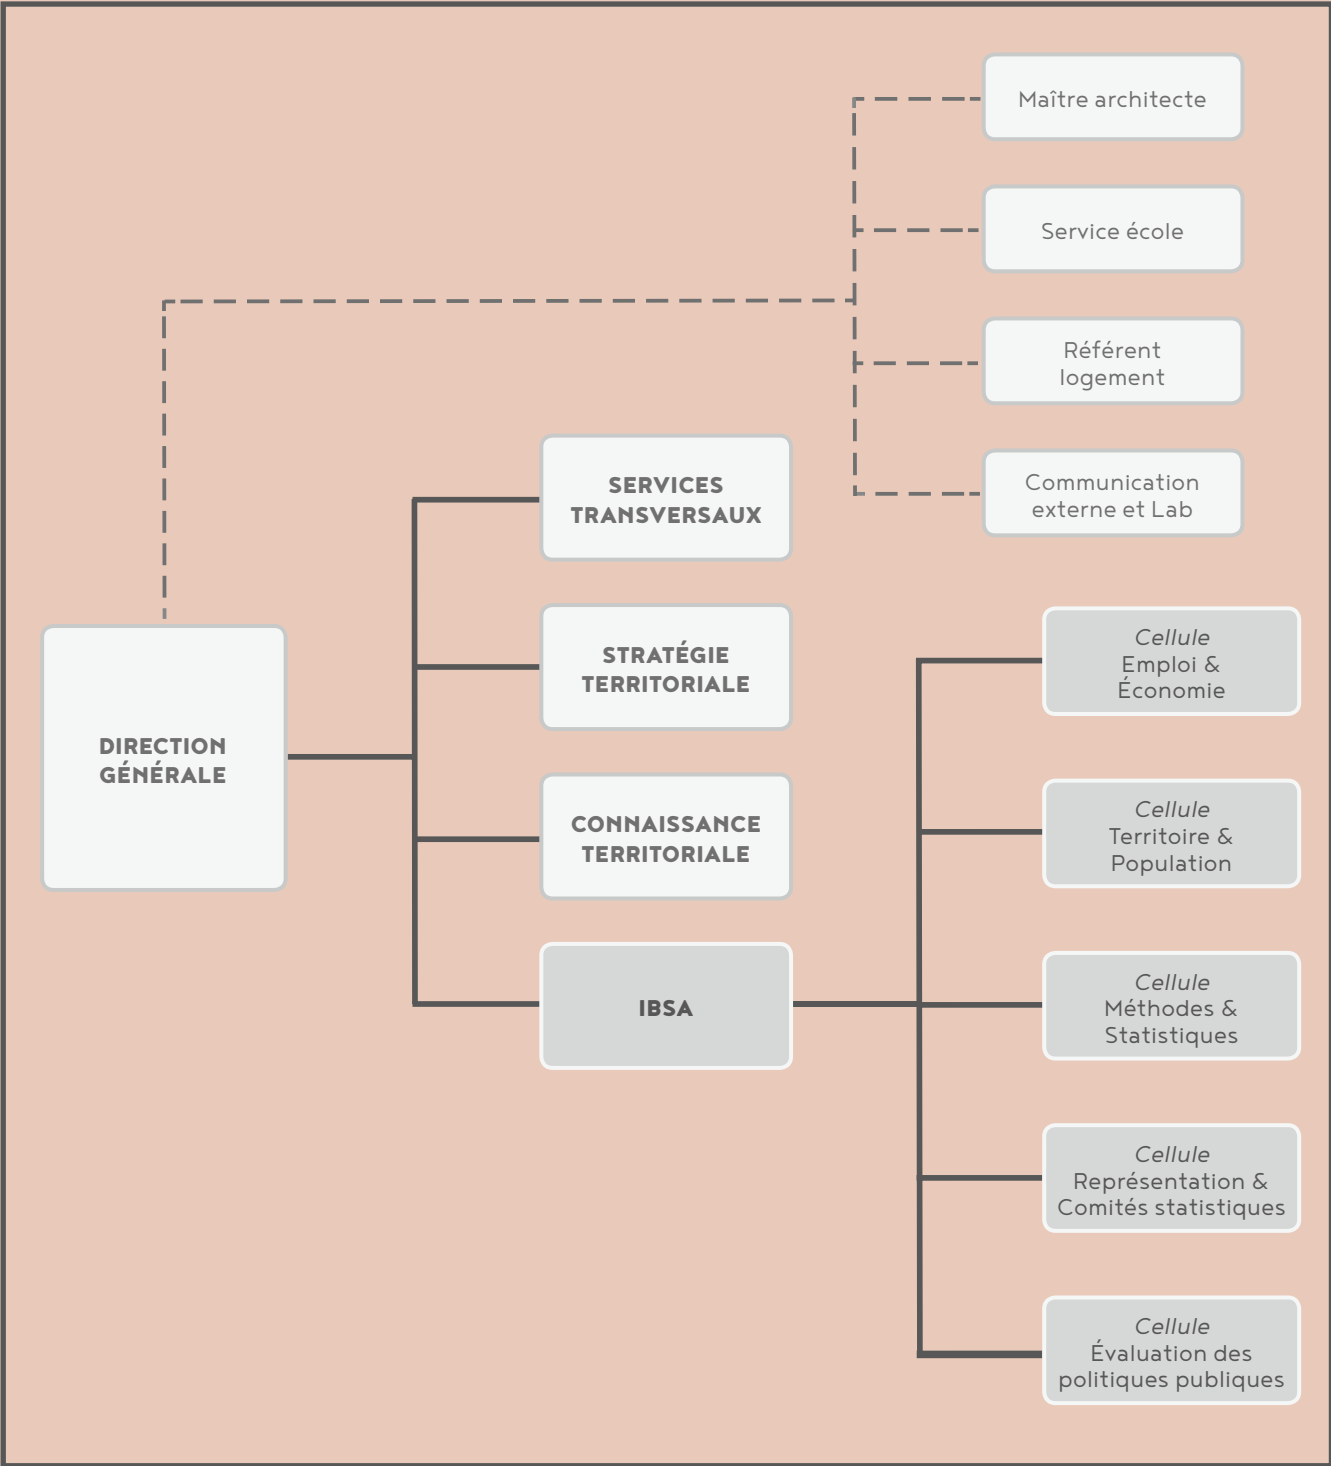 Maître architecte
Service école
Référent
logement
Communication
externe et Lab
SERVICES
TRANSVERSAUX
STRATÉGIE
TERRITORIALE
DIRECTION
GÉNÉRALE
CONNAISSANCE
TERRITORIALE
IBSA
Cellule
Emploi &
Économie
Cellule
Territoire &
Population
Cellule
Méthodes &
Statistiques
Cellule
Représentation &
Comités statistiques
Cellule
Évaluation des
politiques publiques